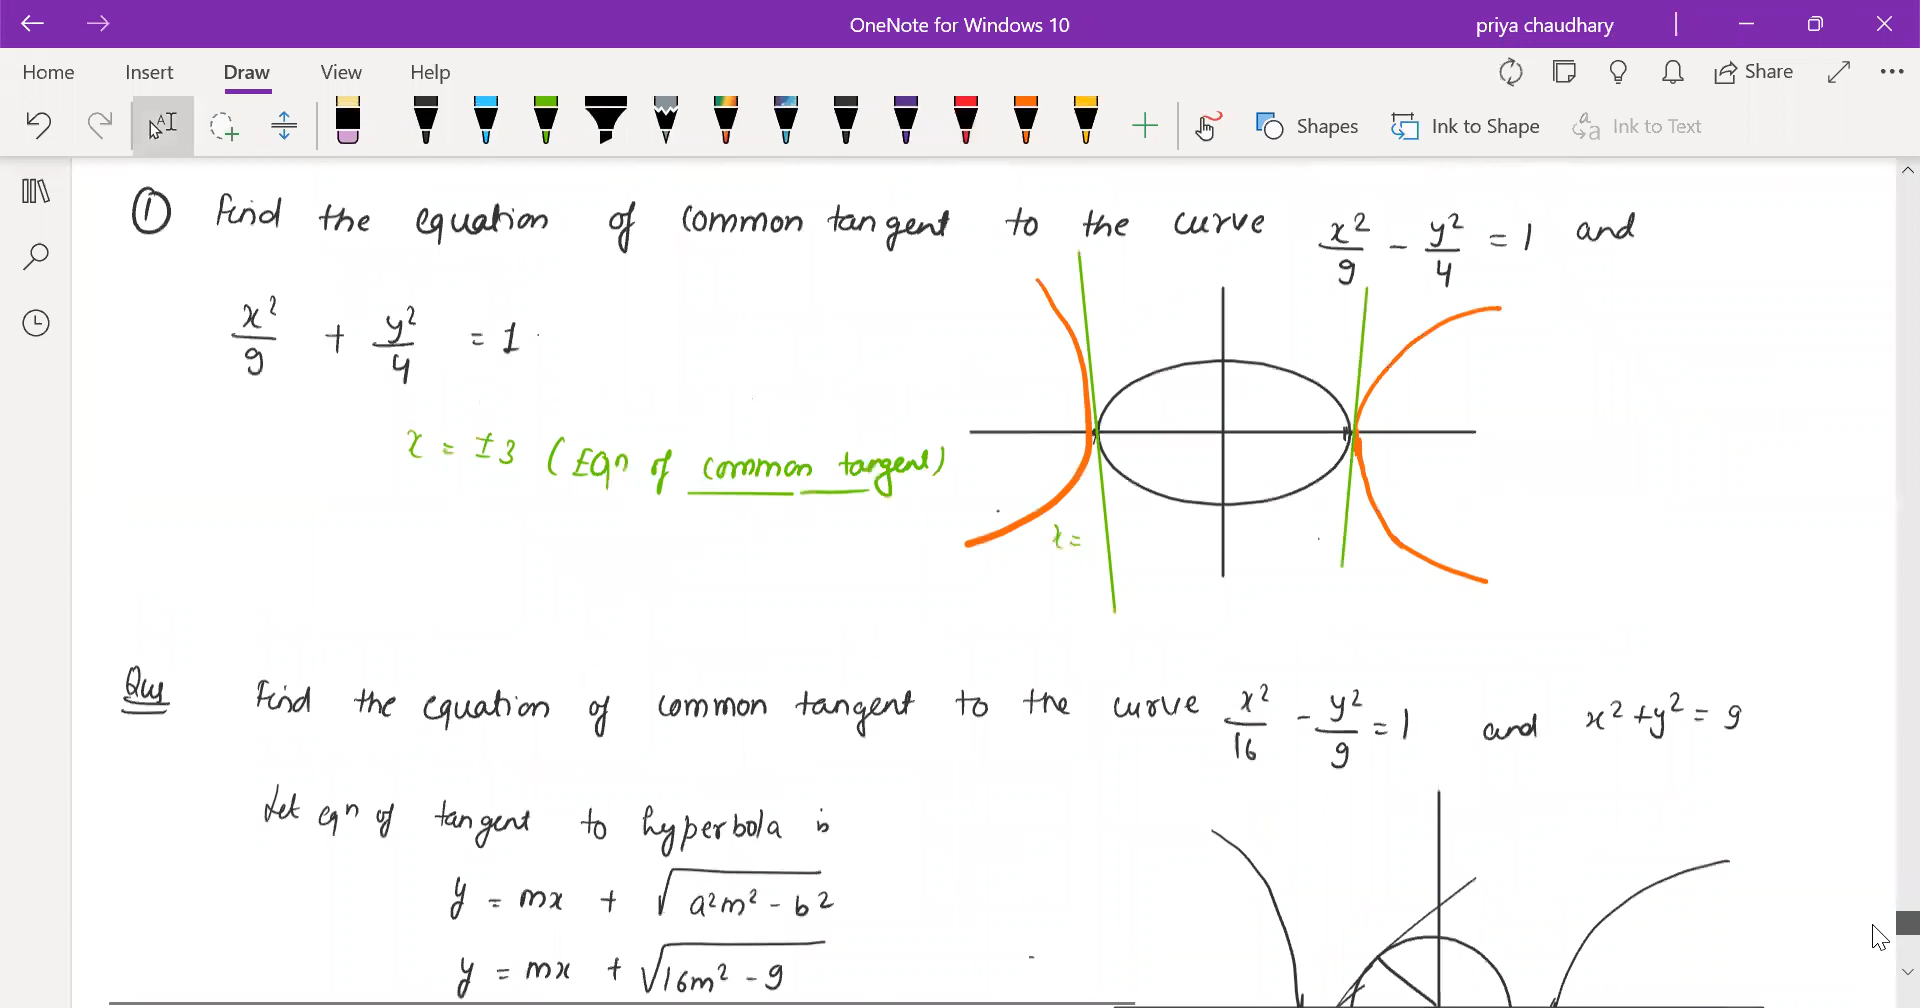 OneNote for Windows 10
priya chaudhary
Home Insert Draw View Help
Share
Shapes Ink to Shape Ink to Text
① Find the equation of common tangent to the curve x²/9 - y²/4 = 1 and
x²/9 + y²/4 = 1
x = ±3 (Eqn of common tangent)
x =
Ques Find the equation of common tangent to the curve x²/16 - y²/9 = 1 and x² + y² = 9
Let eqn of tangent to hyperbola is
y = mx + √(a²m² - b²)
y = mx + √(16m² - 9)